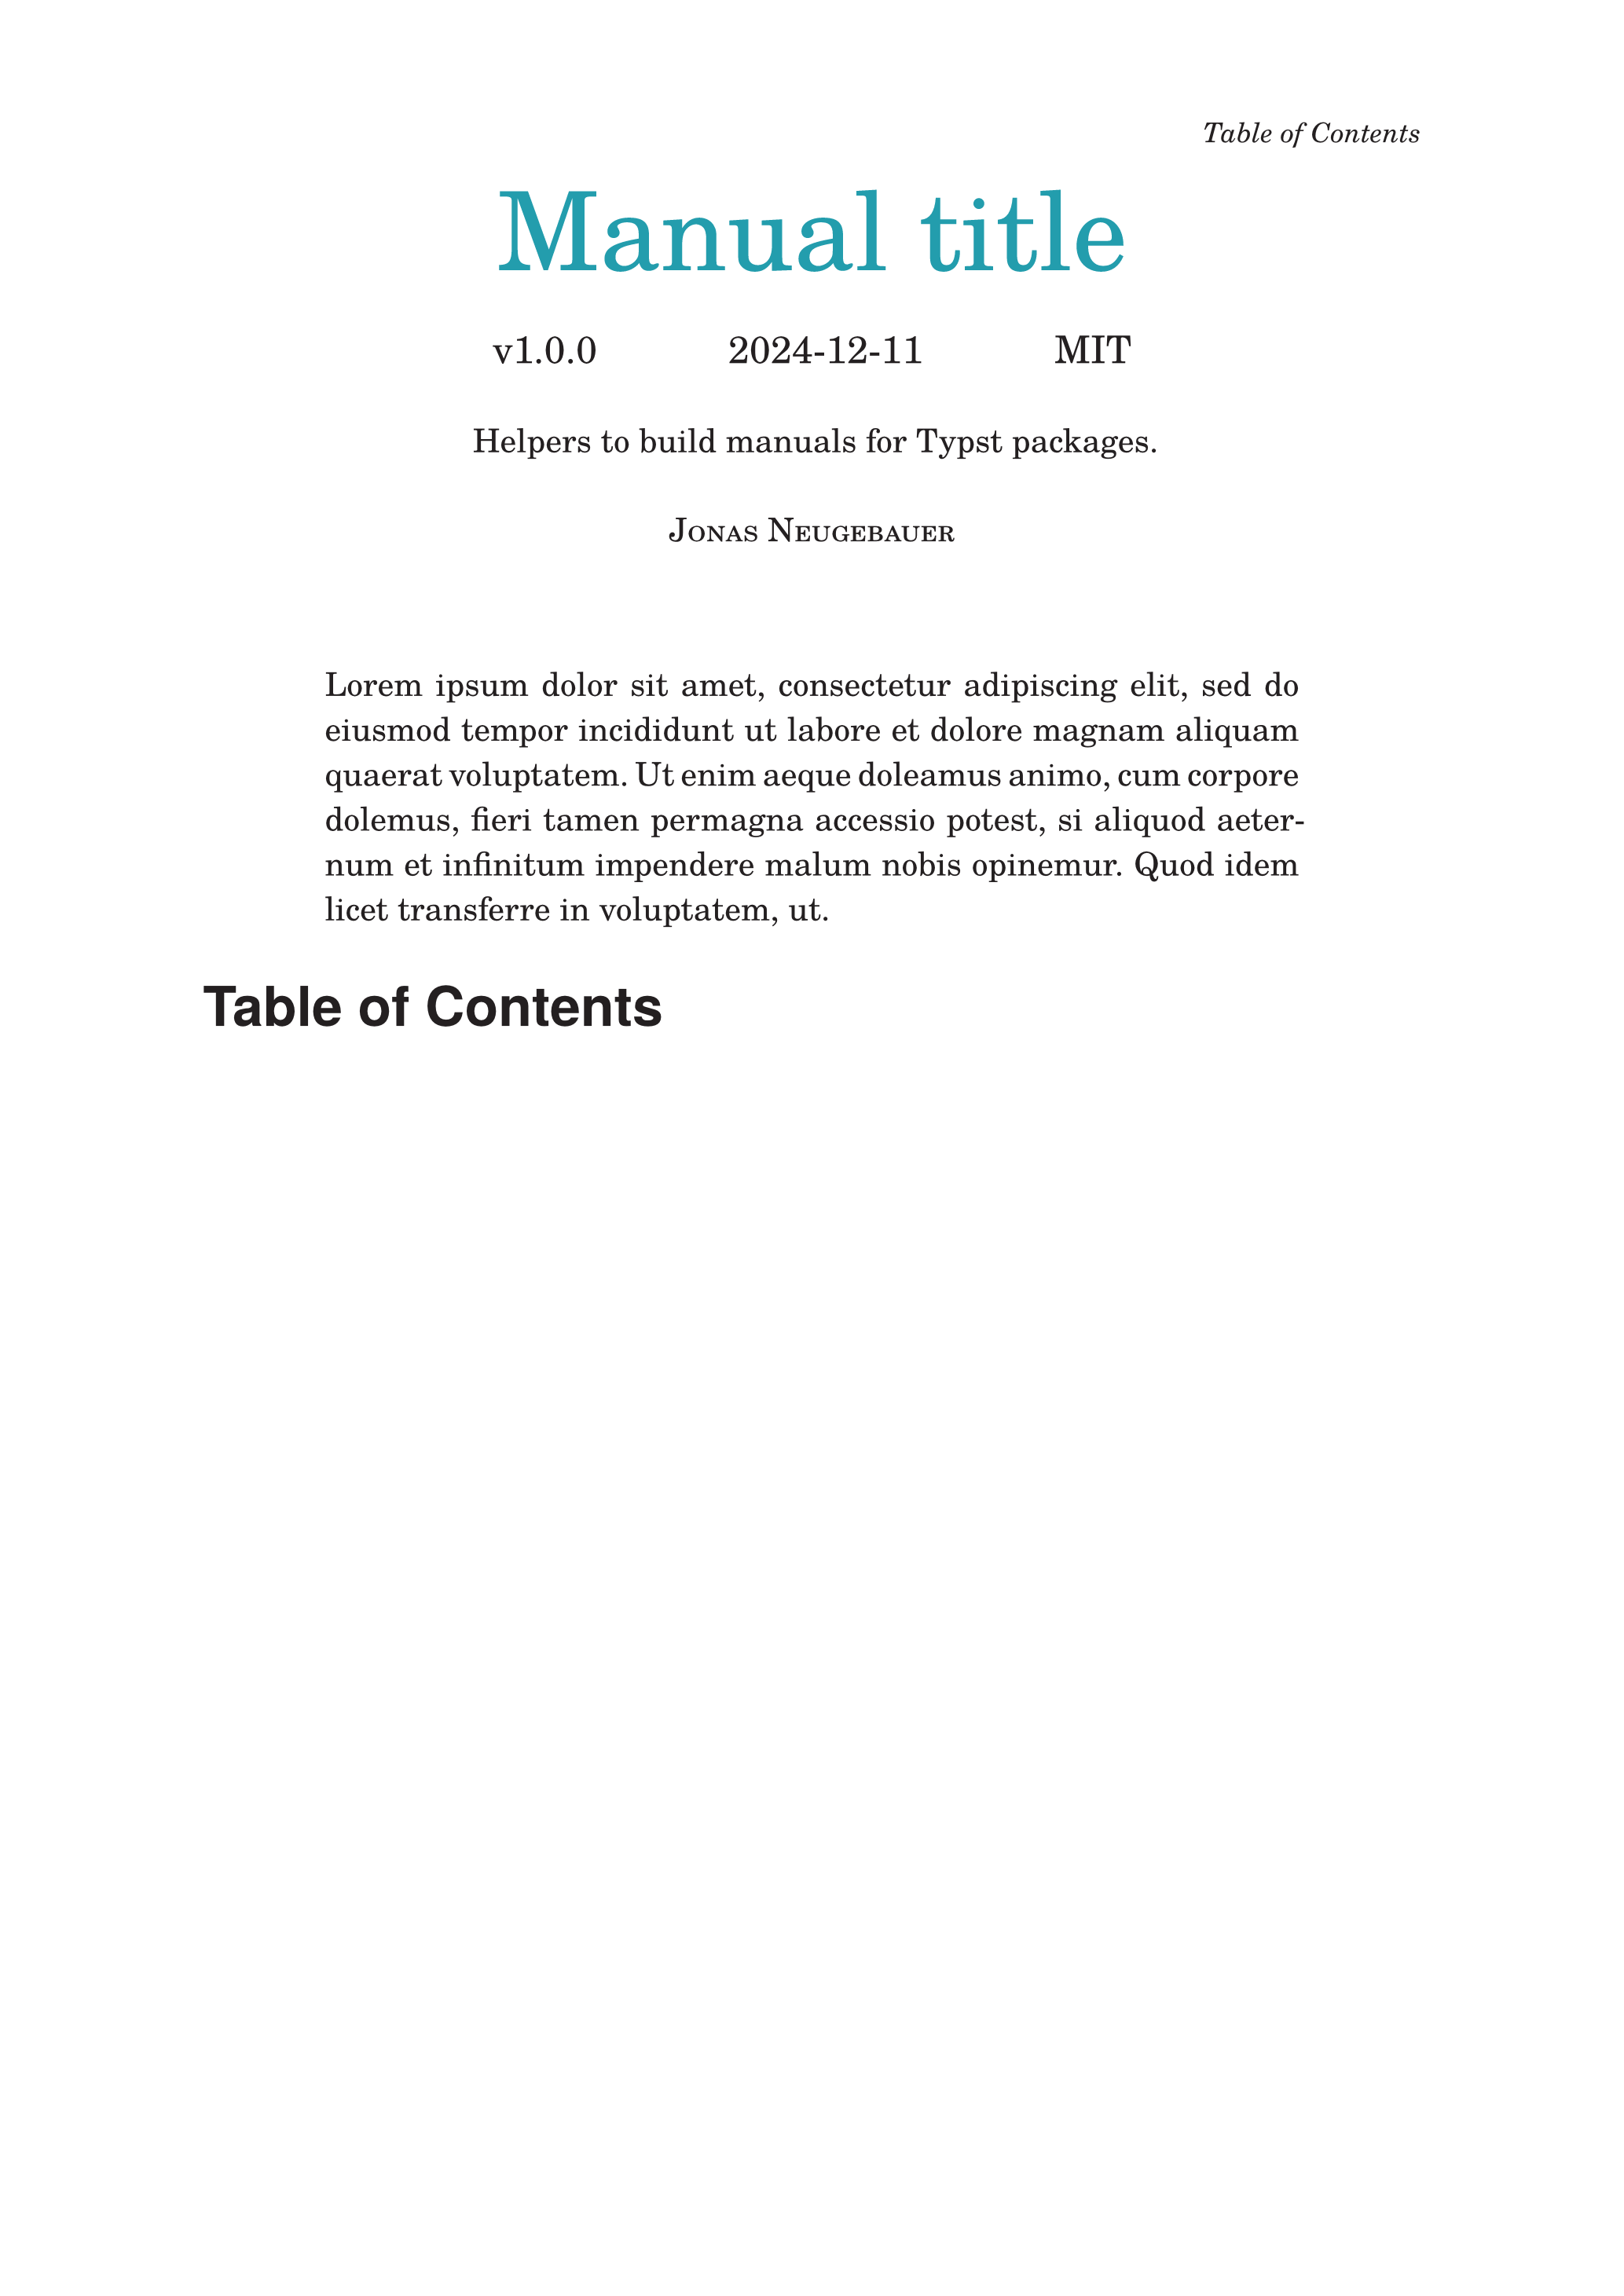 Table of Contents
Manual title
v1.0.0 2024-12-11 MIT
Helpers to build manuals for Typst packages.
Jonas Neugebauer
Lorem ipsum dolor sit amet, consectetur adipiscing elit, sed do
eiusmod tempor incididunt ut labore et dolore magnam aliquam
quaerat voluptatem. Ut enim aeque doleamus animo, cum corpore
dolemus, fieri tamen permagna accessio potest, si aliquod aeter-
num et infinitum impendere malum nobis opinemur. Quod idem
licet transferre in voluptatem, ut.
Table of Contents